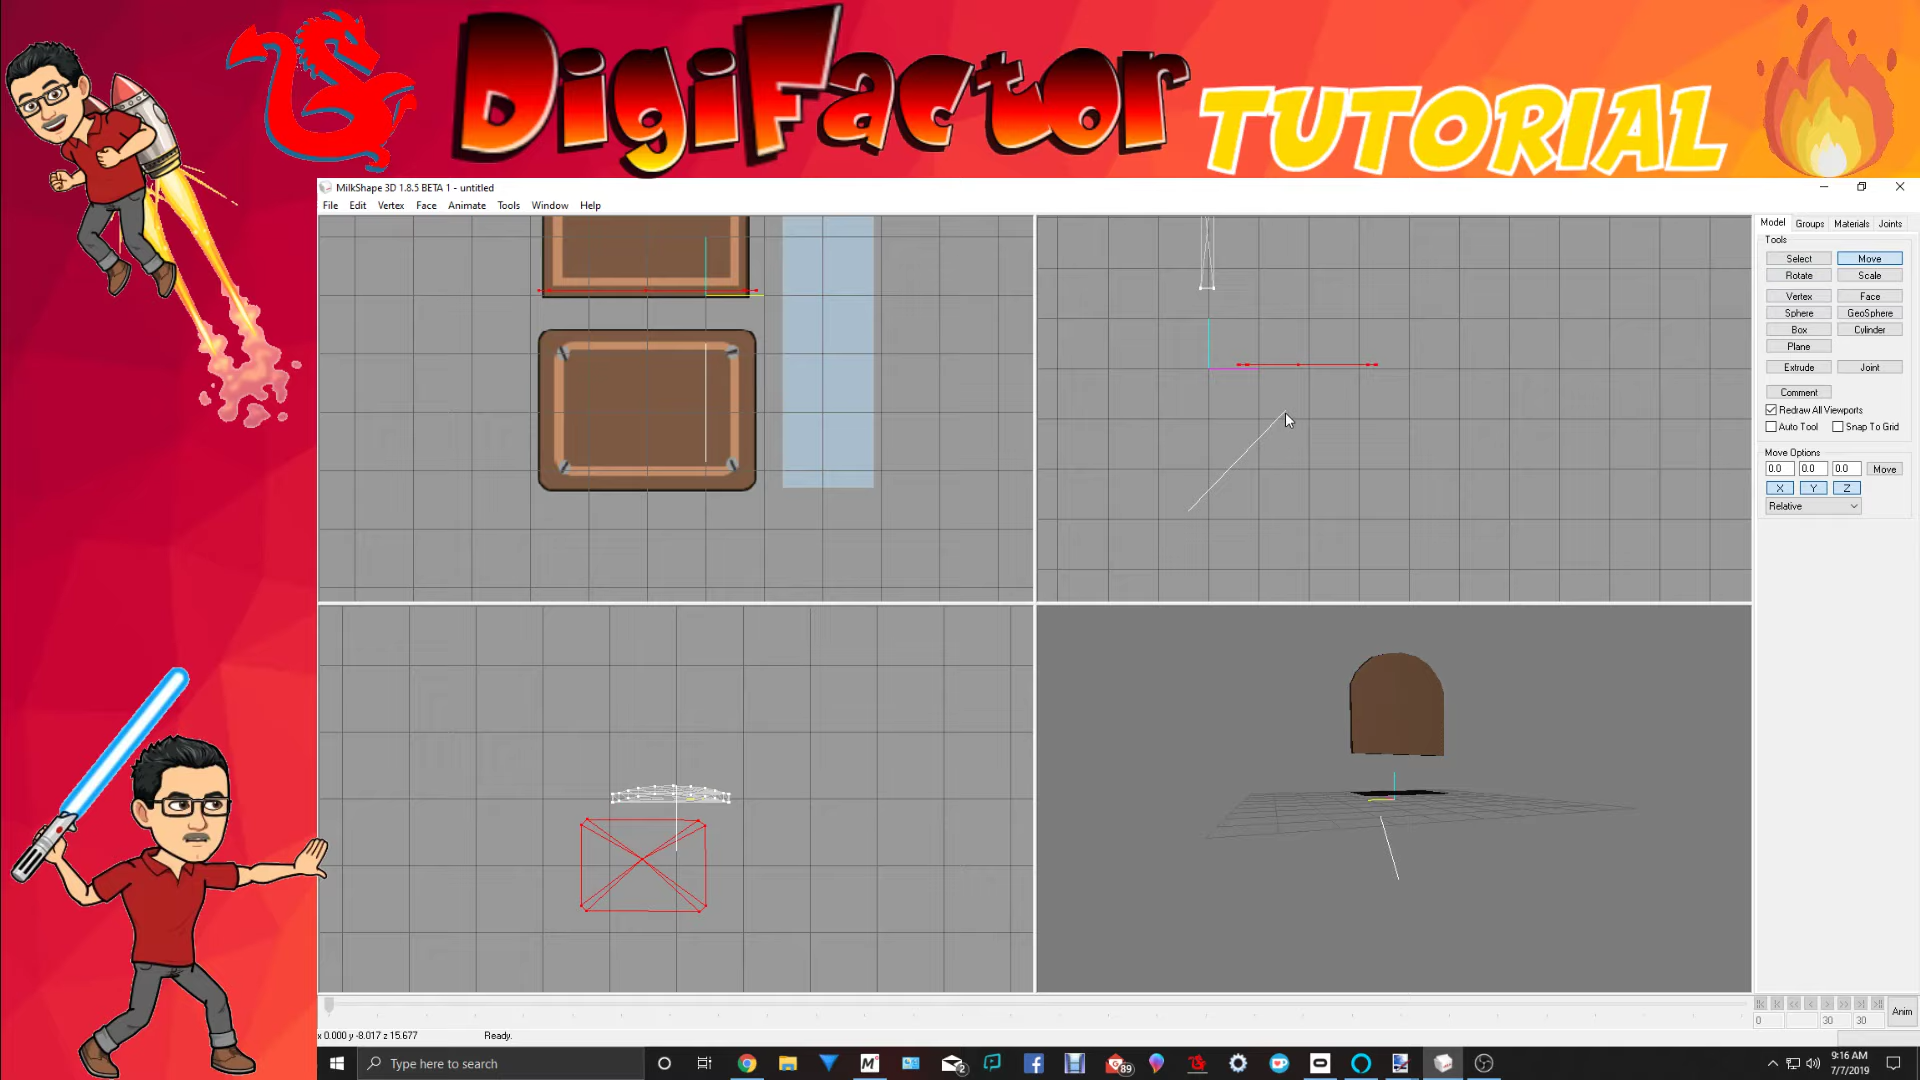 DigiFactor TUTORIAL
MilkShape 3D 1.8.5 BETA 1 - untitled
File Edit Vertex Face Animate Tools Window Help
Model Groups Materials Joints
Tools
Select Move
Rotate Scale
Vertex Face
Sphere GeoSphere
Box Cylinder
Plane
Extrude Joint
Comment
Redraw All Viewports
Auto Tool Snap To Grid
Move Options
0.0 0.0 0.0 Move
X Y Z
Relative
0 30 30 Anim
x 0.000 y -8.017 z 15.677 Ready.
Type here to search
2
89
9:16 AM
7/7/2019